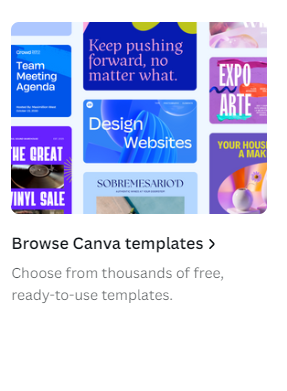 Keep pushing
forward, no
matter what.
Team
Meeting
Agenda
EXPO
ARTE
Design
Websites
THE GREAT
VINYL SALE
YOUR HOUSE
A MAK
SOBREMESARIO'D
Browse Canva templates >
Choose from thousands of free,
ready-to-use templates.